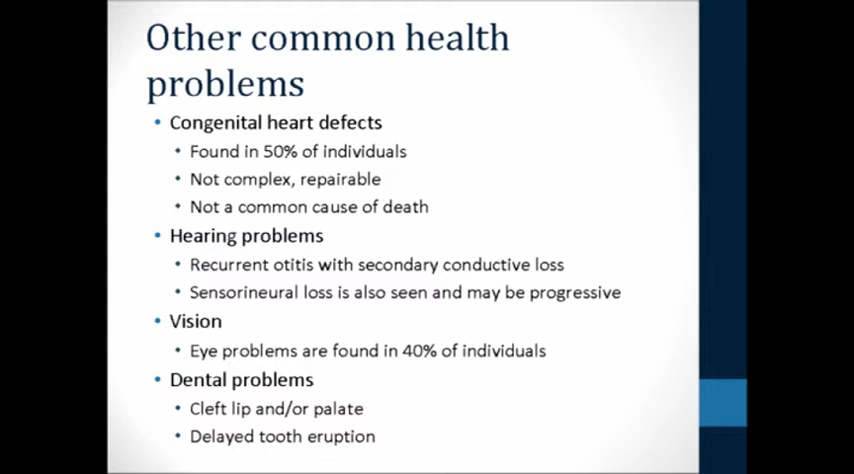 Other common health
problems
• Congenital heart defects
• Found in 50% of individuals
• Not complex, repairable
• Not a common cause of death
• Hearing problems
• Recurrent otitis with secondary conductive loss
• Sensorineural loss is also seen and may be progressive
• Vision
• Eye problems are found in 40% of individuals
• Dental problems
• Cleft lip and/or palate
• Delayed tooth eruption